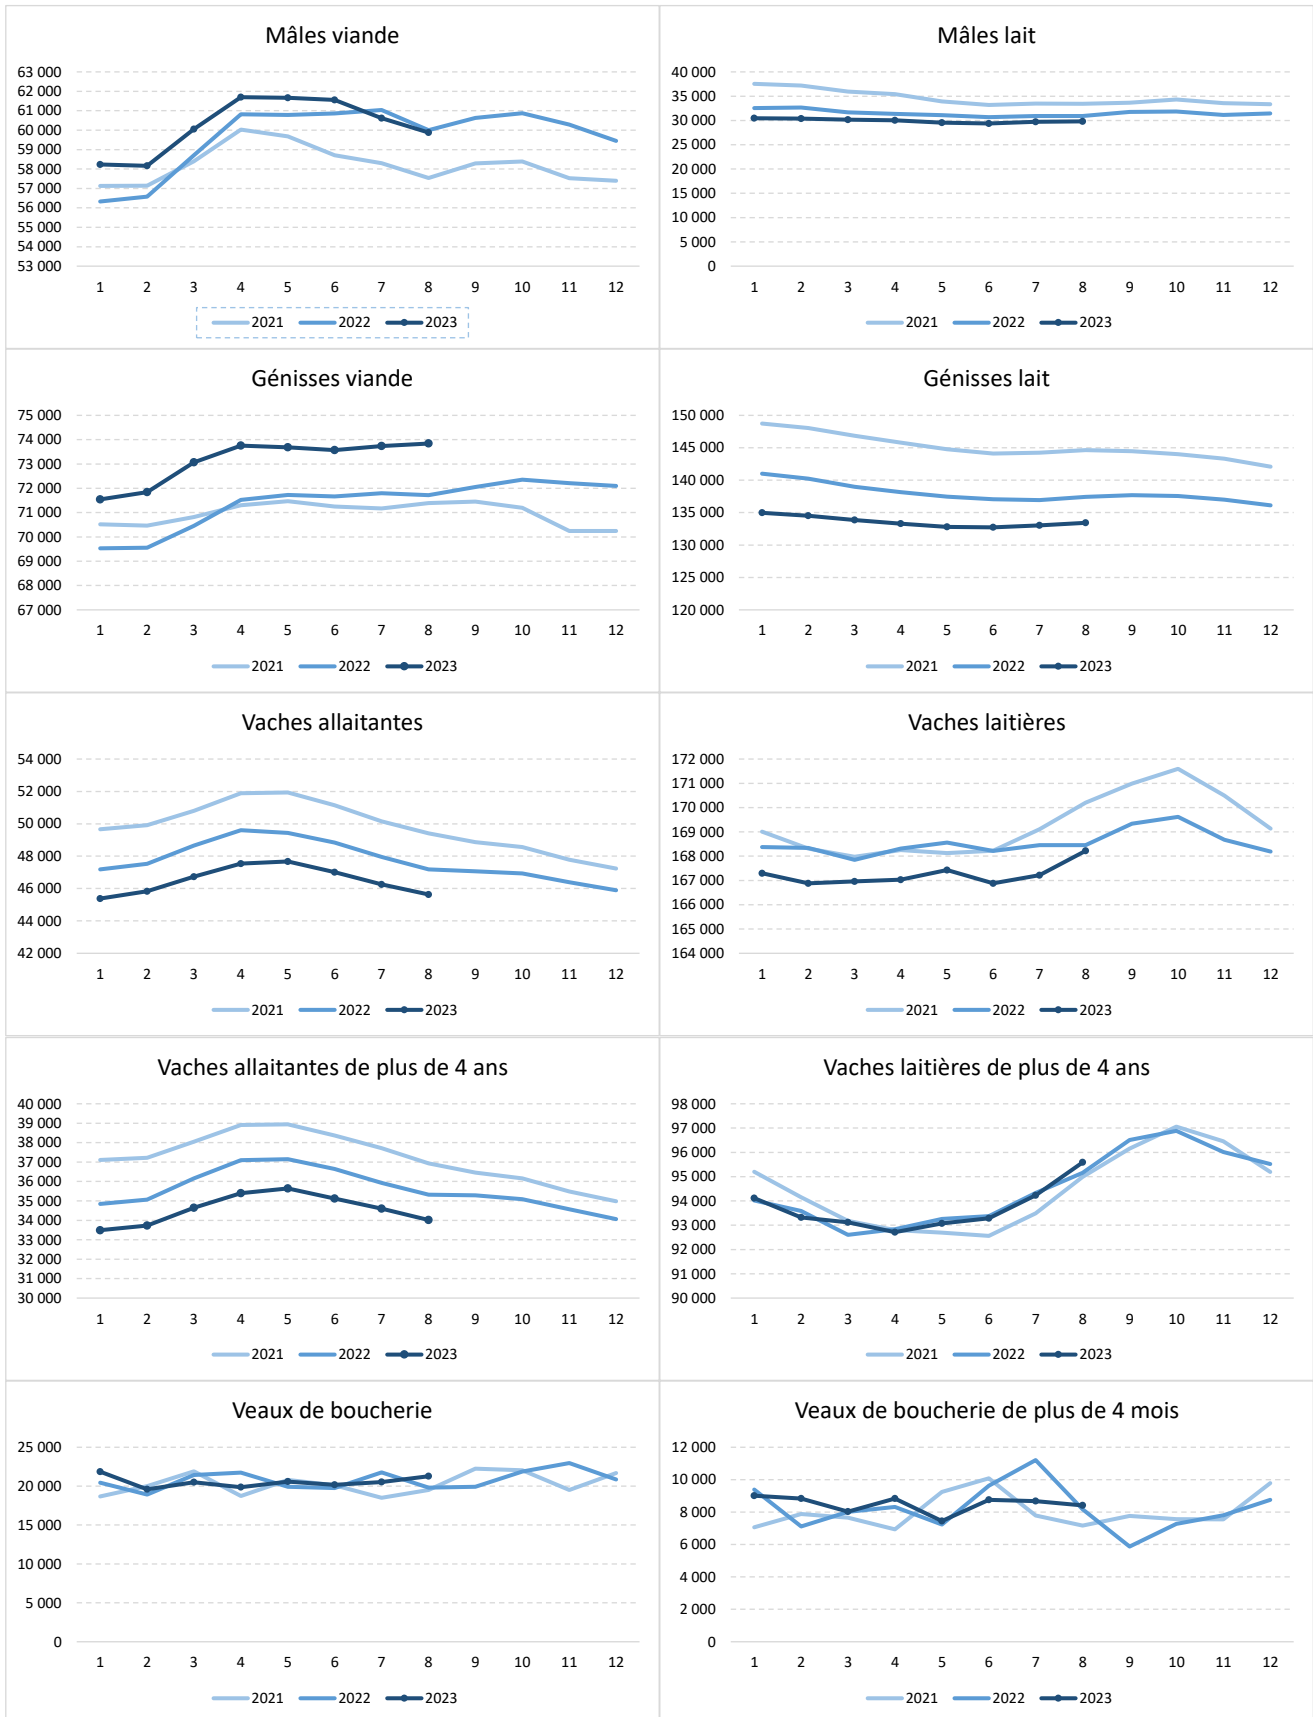 Mâles viande
63 000
62 000
61 000
60 000
59 000
58 000
57 000
56 000
55 000
54 000
53 000
1 2 3 4 5 6 7 8 9 10 11 12
2021 2022 2023
Mâles lait
40 000
35 000
30 000
25 000
20 000
15 000
10 000
5 000
0
1 2 3 4 5 6 7 8 9 10 11 12
2021 2022 2023
Génisses viande
75 000
74 000
73 000
72 000
71 000
70 000
69 000
68 000
67 000
1 2 3 4 5 6 7 8 9 10 11 12
2021 2022 2023
Génisses lait
150 000
145 000
140 000
135 000
130 000
125 000
120 000
1 2 3 4 5 6 7 8 9 10 11 12
2021 2022 2023
Vaches allaitantes
54 000
52 000
50 000
48 000
46 000
44 000
42 000
1 2 3 4 5 6 7 8 9 10 11 12
2021 2022 2023
Vaches laitières
172 000
171 000
170 000
169 000
168 000
167 000
166 000
165 000
164 000
1 2 3 4 5 6 7 8 9 10 11 12
2021 2022 2023
Vaches allaitantes de plus de 4 ans
40 000
39 000
38 000
37 000
36 000
35 000
34 000
33 000
32 000
31 000
30 000
1 2 3 4 5 6 7 8 9 10 11 12
2021 2022 2023
Vaches laitières de plus de 4 ans
98 000
97 000
96 000
95 000
94 000
93 000
92 000
91 000
90 000
1 2 3 4 5 6 7 8 9 10 11 12
2021 2022 2023
Veaux de boucherie
25 000
20 000
15 000
10 000
5 000
0
1 2 3 4 5 6 7 8 9 10 11 12
2021 2022 2023
Veaux de boucherie de plus de 4 mois
12 000
10 000
8 000
6 000
4 000
2 000
0
1 2 3 4 5 6 7 8 9 10 11 12
2021 2022 2023